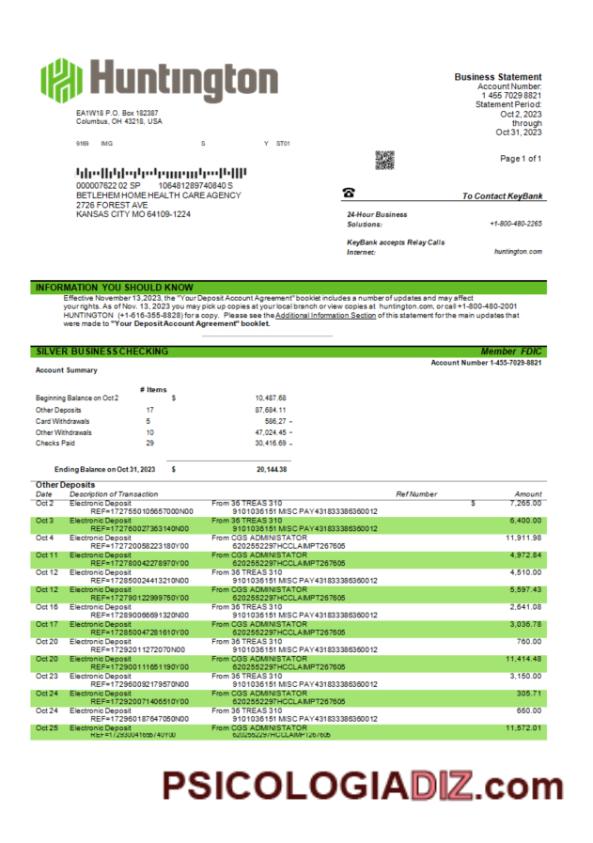 Huntington
Business Statement
Account Number:
1 455 7029 8821
Statement Period:
Oct 2, 2023
through
Oct 31, 2023
EA1W18 P.O. Box 182387
Columbus, OH 43218, USA
9169 IMG S Y ST01
Page 1 of 1
000007622 02 SP 106481289740840 S
BETLEHEM HOME HEALTH CARE AGENCY
2726 FOREST AVE
KANSAS CITY MO 64109-1224
To Contact KeyBank
24-Hour Business
Solutions: +1-800-480-2265
KeyBank accepts Relay Calls
Internet: huntington.com
INFORMATION YOU SHOULD KNOW
Effective November 13,2023, the "Your Deposit Account Agreement" booklet includes a number of updates and may affect
your rights. As of Nov. 13, 2023 you may pick up copies at your local branch or view copies at huntington.com, or call +1-800-480-2001
HUNTINGTON (+1-616-355-8828) for a copy. Please see the Additional Information Section of this statement for the main updates that
were made to "Your Deposit Account Agreement" booklet.
SILVER BUSINESS CHECKING Member FDIC
Account Number 1-455-7029-8821
Account Summary
# Items
Beginning Balance on Oct 2 $ 10,487.68
Other Deposits 17 87,684.11
Card Withdrawals 5 586,27 -
Other Withdrawals 10 47,024.45 -
Checks Paid 29 30,416.69 -
Ending Balance on Oct 31, 2023 $ 20,144.38
Other Deposits
Date Description of Transaction Ref Number Amount
Oct 2 Electronic Deposit From 36 TREAS 310 $ 7,265.00
REF=1727550106657000N00 9101036151 MISC PAY431833386360012
Oct 3 Electronic Deposit From 36 TREAS 310 6,400.00
REF=172760027363140N00 9101036151 MISC PAY431833386360012
Oct 4 Electronic Deposit From CGS ADMINISTATOR 11,911.98
REF=172720058223180Y00 6202552297HCCLAIMPT267605
Oct 11 Electronic Deposit From CGS ADMINISTATOR 4,972.84
REF=172780042278970Y00 6202552297HCCLAIMPT267605
Oct 12 Electronic Deposit From 36 TREAS 310 4,510.00
REF=172850024413210N00 9101036151 MISC PAY431833386360012
Oct 12 Electronic Deposit From CGS ADMINISTATOR 5,597.43
REF=172790122999750Y00 6202552297HCCLAIMPT267605
Oct 16 Electronic Deposit From 36 TREAS 310 2,641.08
REF=172890066691320N00 9101036151 MISC PAY431833386360012
Oct 17 Electronic Deposit From CGS ADMINISTATOR 3,036.78
REF=172850047281610Y00 6202552297HCCLAIMPT267605
Oct 20 Electronic Deposit From 36 TREAS 310 760.00
REF=17292011272070N00 9101036151 MISC PAY431833386360012
Oct 20 Electronic Deposit From CGS ADMINISTATOR 11,414.48
REF=172900111651190Y00 6202552297HCCLAIMPT267605
Oct 23 Electronic Deposit From 36 TREAS 310 3,150.00
REF=172960092179570N00 9101036151 MISC PAY431833386360012
Oct 24 Electronic Deposit From CGS ADMINISTATOR 305.71
REF=172920071406510Y00 6202552297HCCLAIMPT267605
Oct 24 Electronic Deposit From 36 TREAS 310 660.00
REF=172960187647050N00 9101036151 MISC PAY431833386360012
Oct 25 Electronic Deposit From CGS ADMINISTATOR 11,572.01
REF=172930041655740Y00 6202552297HCCLAIMPT267605
PSICOLOGIADIZ.com